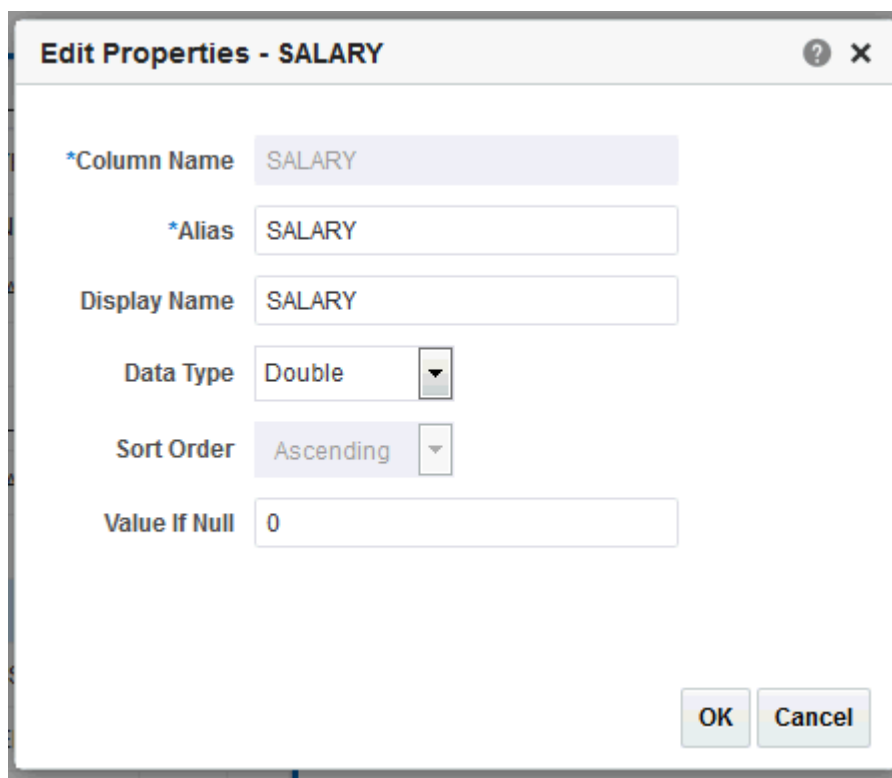 Edit Properties - SALARY
*Column Name SALARY
*Alias SALARY
Display Name SALARY
Data Type Double
Sort Order Ascending
Value If Null 0
OK Cancel